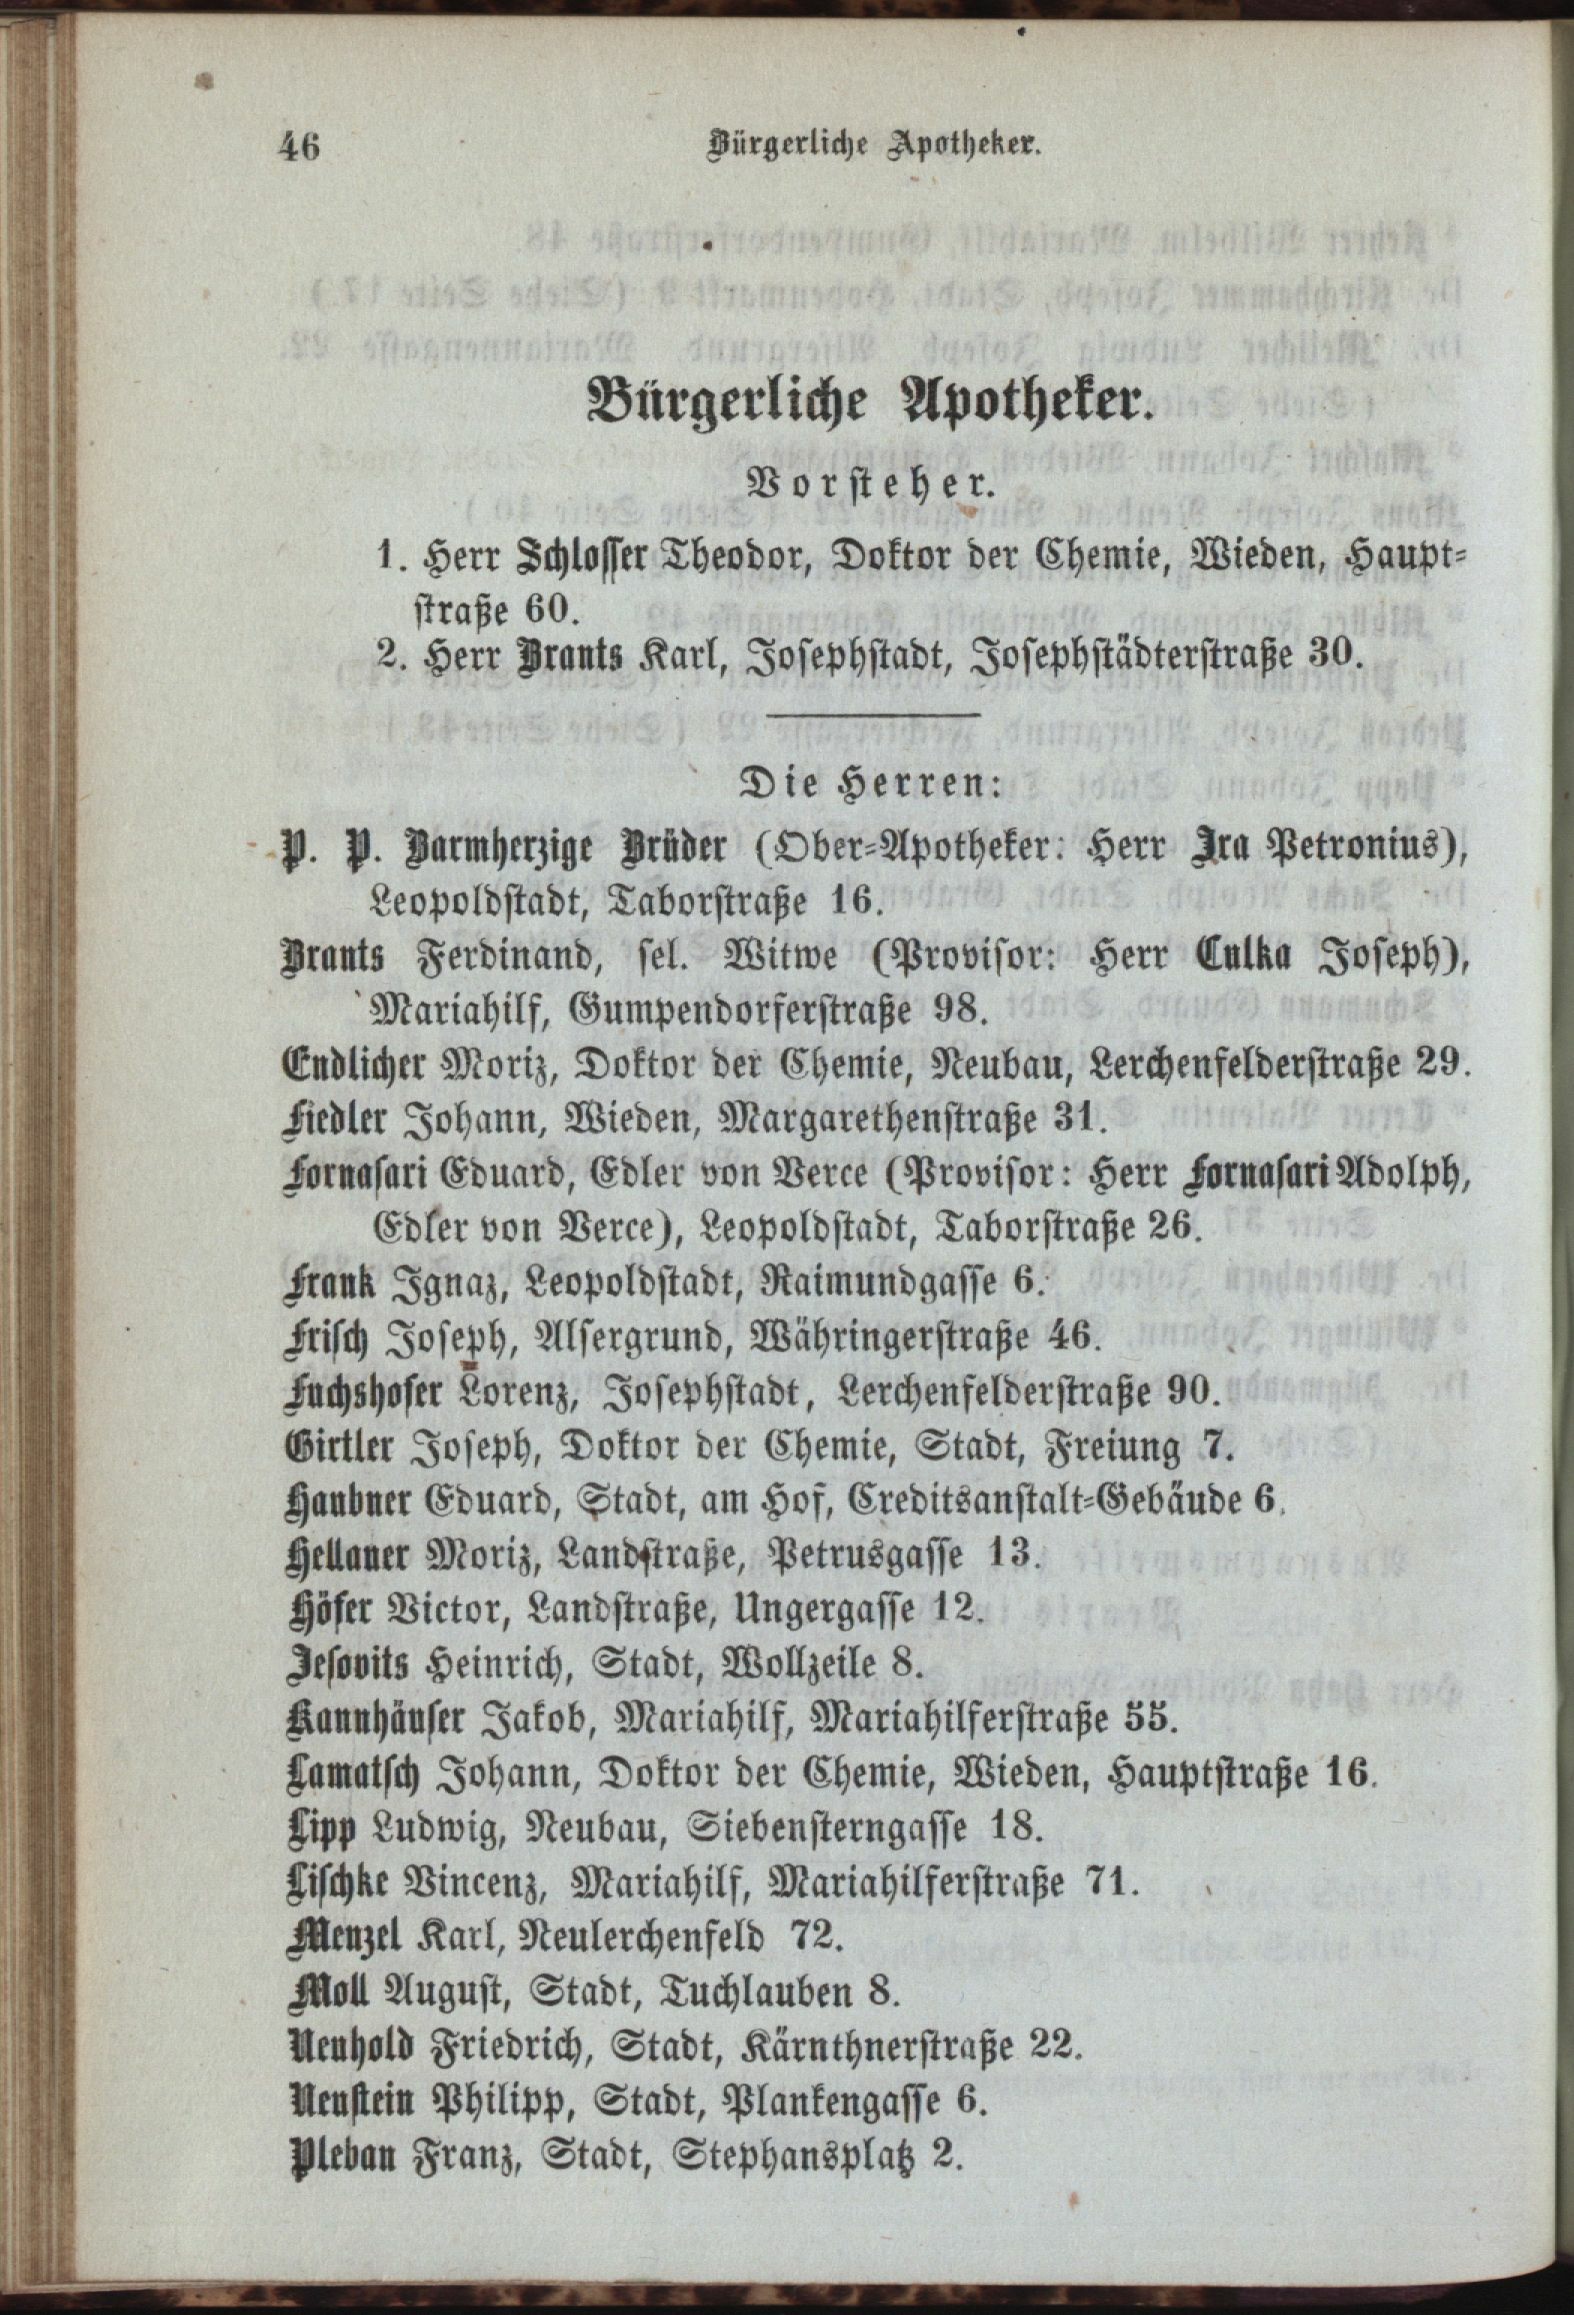 46
Bürgerliche Apotheker.
Bürgerliche Apotheker.
Vorsteher.
1. Herr Schlosser Theodor, Doktor der Chemie, Wieden, Haupt-
straße 60.
2. Herr Brants Karl, Josephstadt, Josephstädterstraße 30.
Die Herren:
P. P. Barmherzige Brüder (Ober-Apotheker: Herr Ira Petronius),
Leopoldstadt, Taborstraße 16.
Brants Ferdinand, sel. Witwe (Provisor: Herr Culka Joseph),
Mariahilf, Gumpendorferstraße 98.
Endlicher Moriz, Doktor der Chemie, Neubau, Lerchenfelderstraße 29.
Fiedler Johann, Wieden, Margarethenstraße 31.
Fornasari Eduard, Edler von Verce (Provisor: Herr Fornasari Adolph,
Edler von Verce), Leopoldstadt, Taborstraße 26.
Frank Ignaz, Leopoldstadt, Raimundgasse 6.
Frisch Joseph, Alsergrund, Währingerstraße 46.
Fuchshofer Lorenz, Josephstadt, Lerchenfelderstraße 90.
Girtler Joseph, Doktor der Chemie, Stadt, Freiung 7.
Haubner Eduard, Stadt, am Hof, Creditsanstalt-Gebäude 6.
Hellauer Moriz, Landstraße, Petrusgasse 13.
Höfer Victor, Landstraße, Ungergasse 12.
Jesovits Heinrich, Stadt, Wollzeile 8.
Kannhäuser Jakob, Mariahilf, Mariahilferstraße 55.
Lamatsch Johann, Doktor der Chemie, Wieden, Hauptstraße 16.
Lipp Ludwig, Neubau, Siebensterngasse 18.
Lischke Vincenz, Mariahilf, Mariahilferstraße 71.
Menzel Karl, Neulerchenfeld 72.
Moll August, Stadt, Tuchlauben 8.
Neuhold Friedrich, Stadt, Kärnthnerstraße 22.
Neustein Philipp, Stadt, Plankengasse 6.
Pleban Franz, Stadt, Stephansplatz 2.